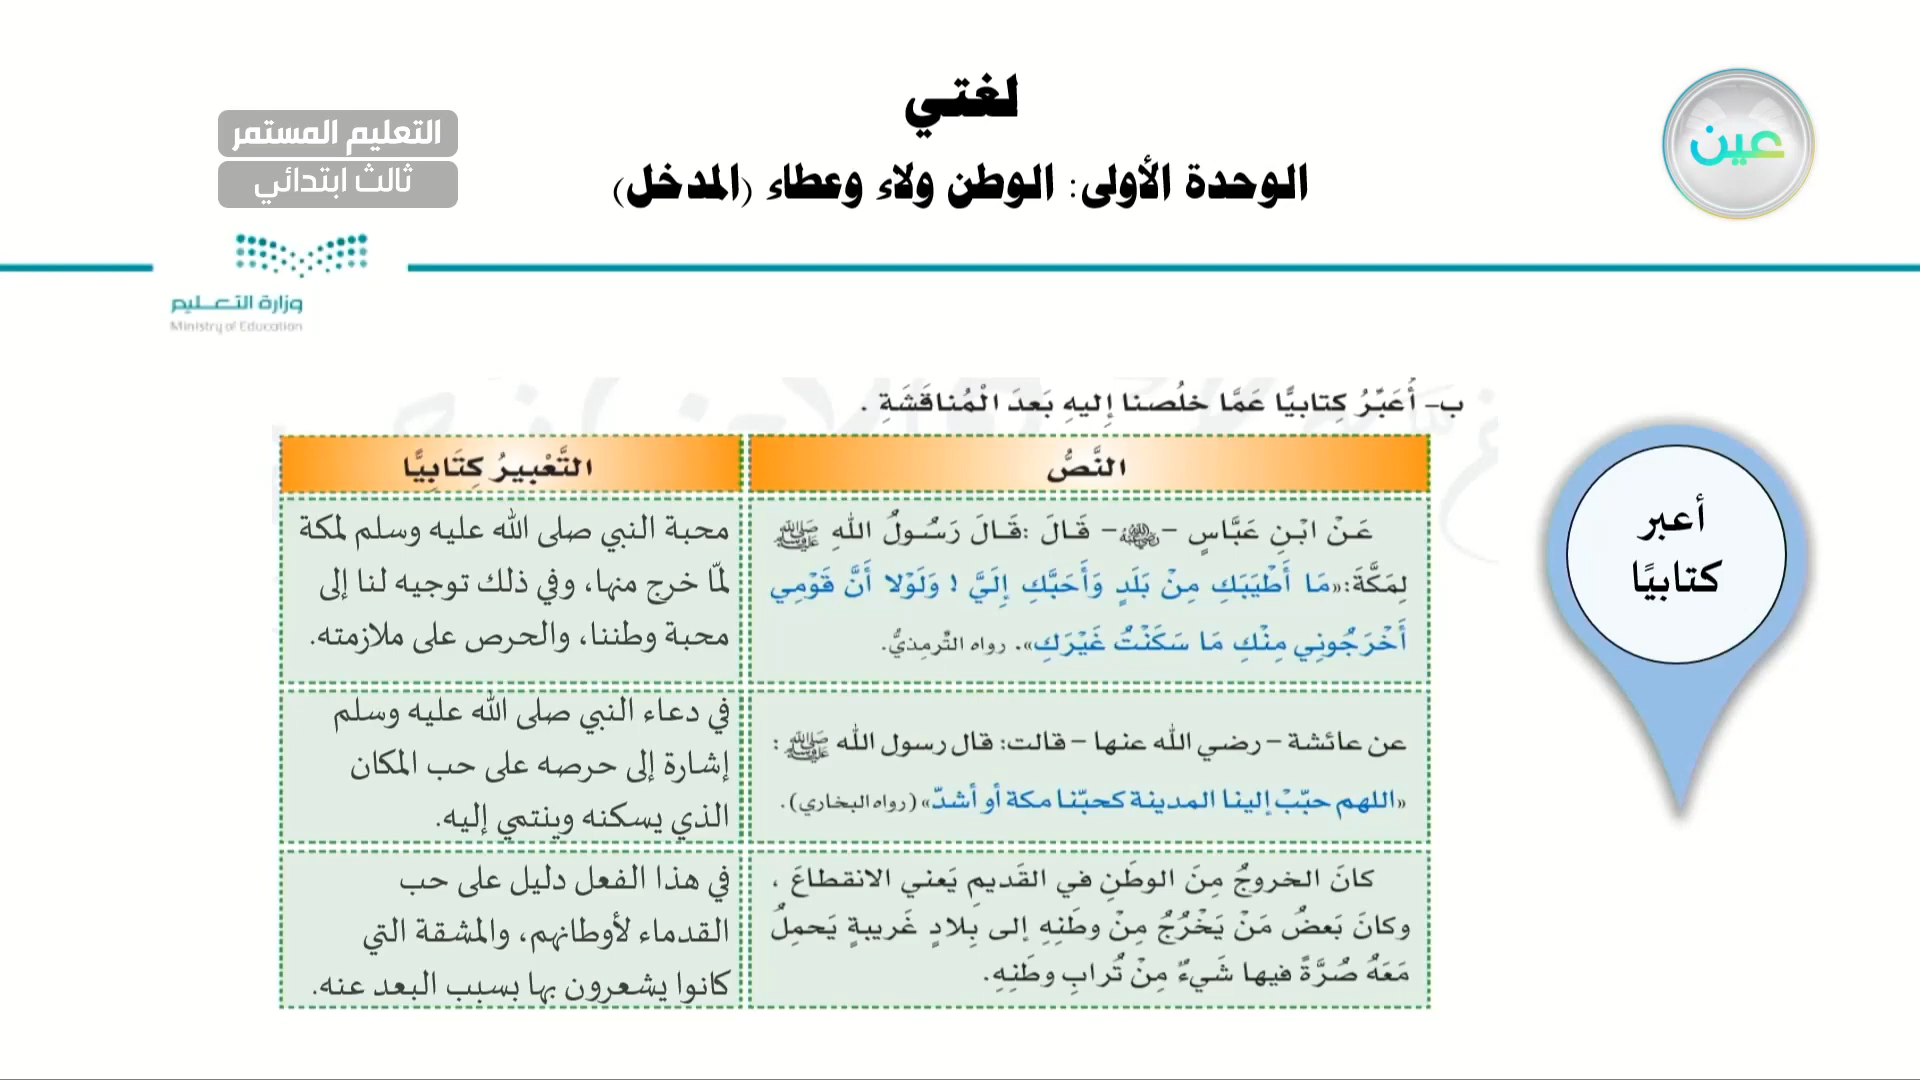 لغتي
الوحدة الأولى: الوطن ولاء وعطاء (المدخل)
عين
التعليم المستمر
ثالث ابتدائي
وزارة التعليم
Ministry of Education
ب- أُعَبِّرُ كِتابيًّا عَمَّا خلُصنا إليهِ بَعدَ الْمُناقَشَةِ .
أعبر
كتابيًا
النَّصُّ
التَّعْبِيرُ كِتَابِيًّا
عَنْ ابْنِ عَبَّاسٍ -رضي الله عنه- قَالَ :قَالَ رَسُولُ اللهِ ﷺ
لِمَكَّةَ:«مَا أَطْيَبَكِ مِنْ بَلَدٍ وَأَحَبَّكِ إِلَيَّ ! وَلَوْلا أَنَّ قَوْمِي
أَخْرَجُونِي مِنْكِ مَا سَكَنْتُ غَيْرَكِ». رواه التِّرمِذيُّ.
محبة النبي صلى الله عليه وسلم لمكة
لمّا خرج منها، وفي ذلك توجيه لنا إلى
محبة وطننا، والحرص على ملازمته.
عن عائشة - رضي الله عنها - قالت: قال رسول الله ﷺ :
«اللهم حبّبْ إلينا المدينة كحبّنا مكة أو أشدّ» (رواه البخاري).
في دعاء النبي صلى الله عليه وسلم
إشارة إلى حرصه على حب المكان
الذي يسكنه وينتمي إليه.
كانَ الخروجُ مِنَ الوطَنِ في القَديمِ يَعني الانقطاعَ ،
وكانَ بَعضُ مَنْ يَخْرُجُ مِنْ وطَنِهِ إلى بِلادٍ غَريبةٍ يَحمِلُ
مَعَهُ صُرَّةً فيها شَيءٌ مِنْ تُرابِ وطَنِهِ.
في هذا الفعل دليل على حب
القدماء لأوطانهم، والمشقة التي
كانوا يشعرون بها بسبب البعد عنه.